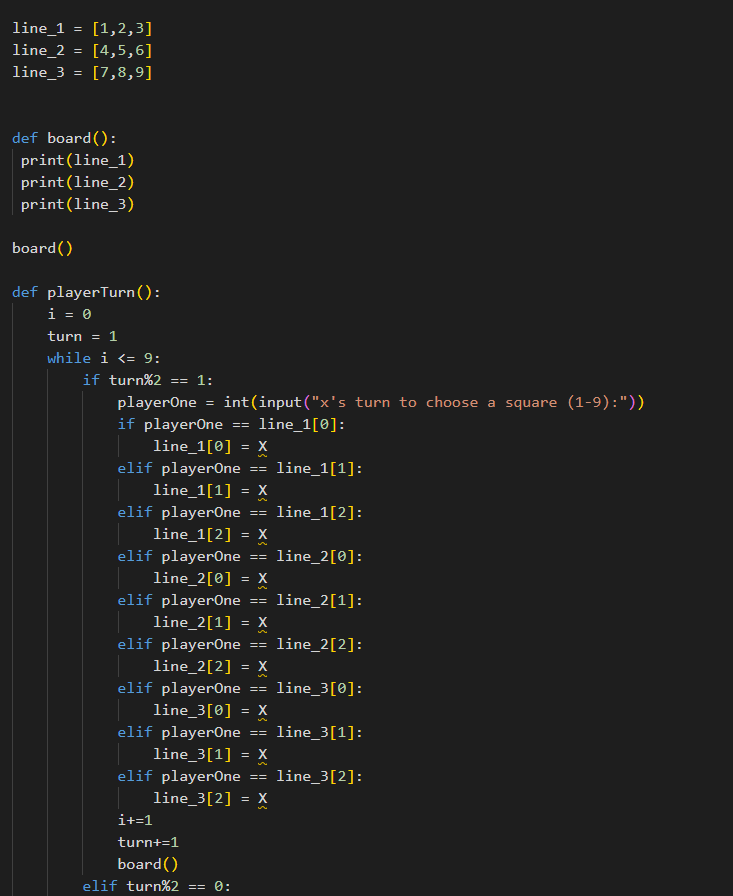 line_1 = [1,2,3]
line_2 = [4,5,6]
line_3 = [7,8,9]
def board():
 print(line_1)
 print(line_2)
 print(line_3)
board()
def playerTurn():
    i = 0
    turn = 1
    while i <= 9:
        if turn%2 == 1:
            playerOne = int(input("x's turn to choose a square (1-9):"))
            if playerOne == line_1[0]:
                line_1[0] = X
            elif playerOne == line_1[1]:
                line_1[1] = X
            elif playerOne == line_1[2]:
                line_1[2] = X
            elif playerOne == line_2[0]:
                line_2[0] = X
            elif playerOne == line_2[1]:
                line_2[1] = X
            elif playerOne == line_2[2]:
                line_2[2] = X
            elif playerOne == line_3[0]:
                line_3[0] = X
            elif playerOne == line_3[1]:
                line_3[1] = X
            elif playerOne == line_3[2]:
                line_3[2] = X
            i+=1
            turn+=1
            board()
        elif turn%2 == 0: